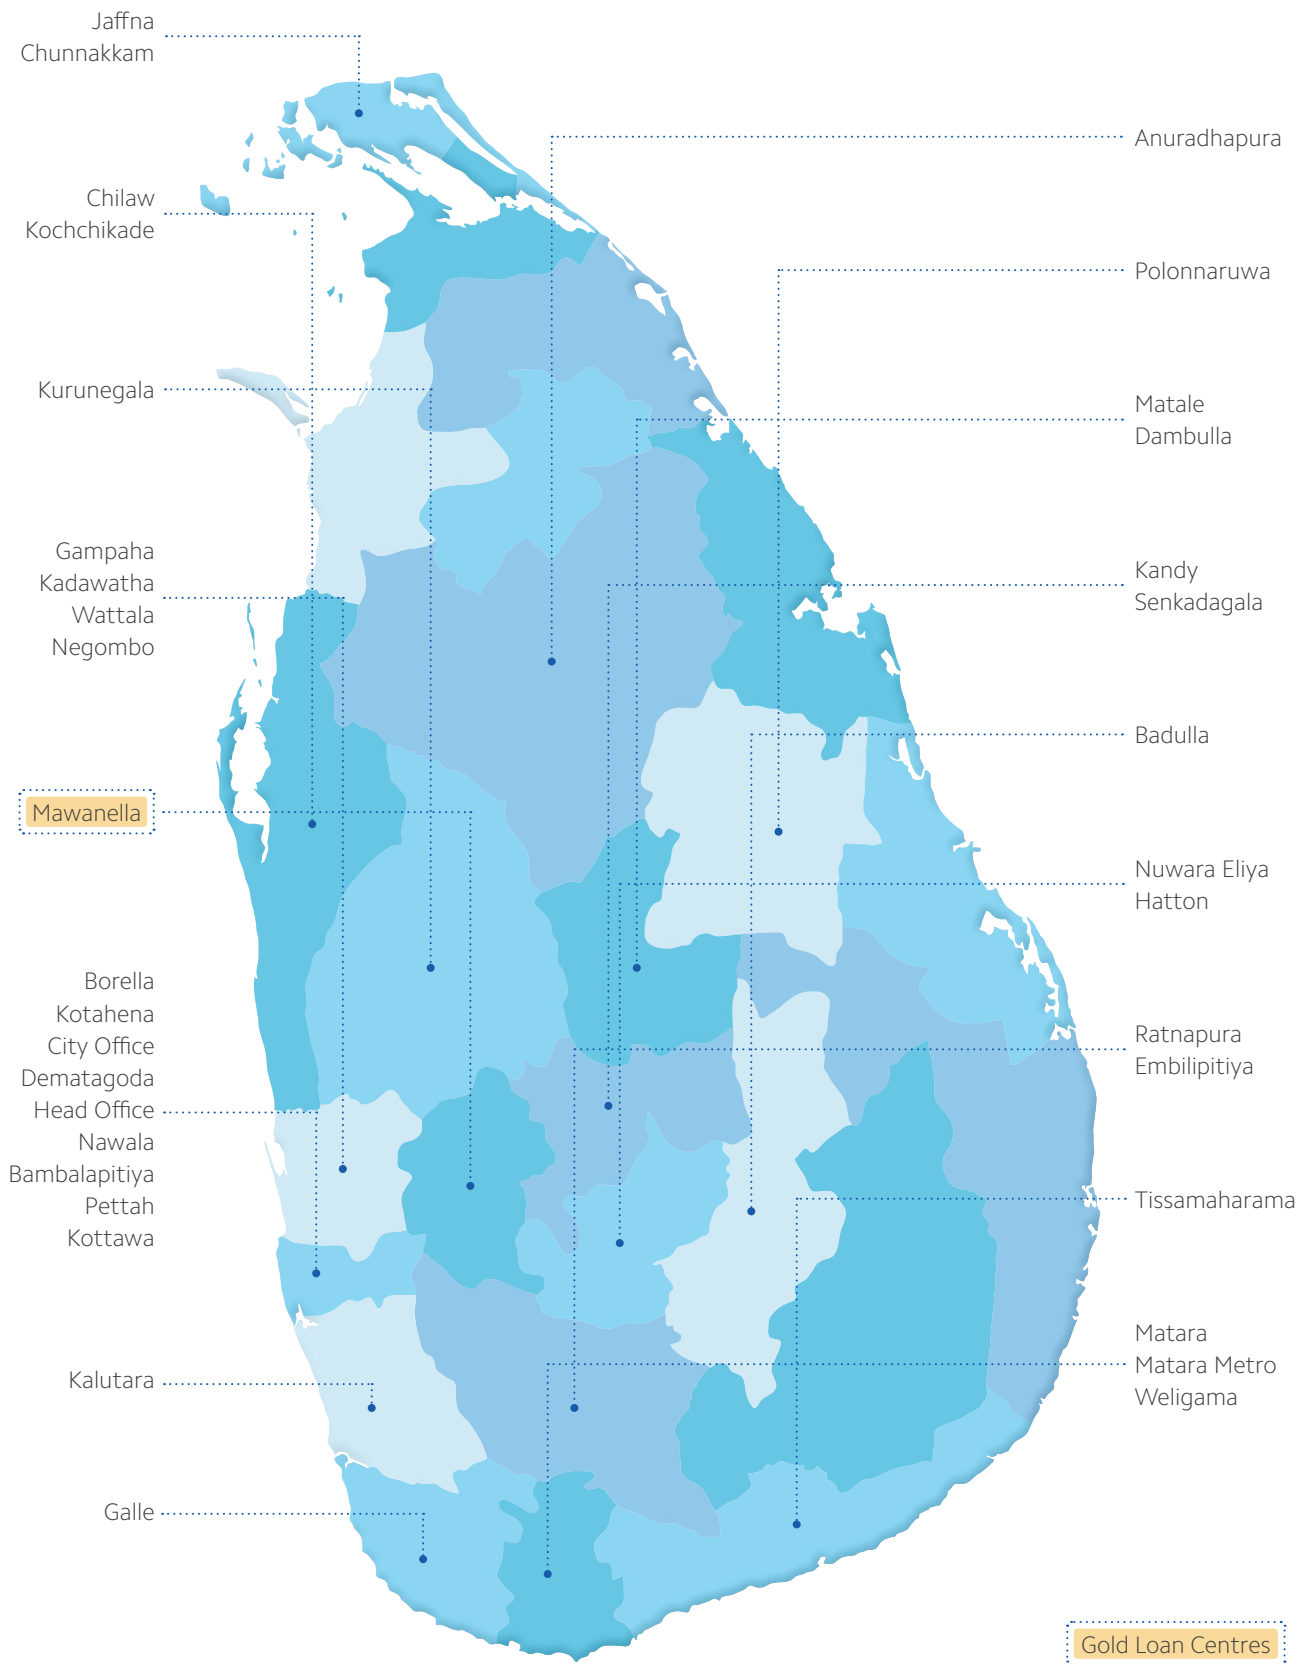 Jaffna
Chunnakkam
Chilaw
Kochchikade
Kurunegala
Gampaha
Kadawatha
Wattala
Negombo
Mawanella
Borella
Kotahena
City Office
Dematagoda
Head Office
Nawala
Bambalapitiya
Pettah
Kottawa
Kalutara
Galle
Anuradhapura
Polonnaruwa
Matale
Dambulla
Kandy
Senkadagala
Badulla
Nuwara Eliya
Hatton
Ratnapura
Embilipitiya
Tissamaharama
Matara
Matara Metro
Weligama
Gold Loan Centres